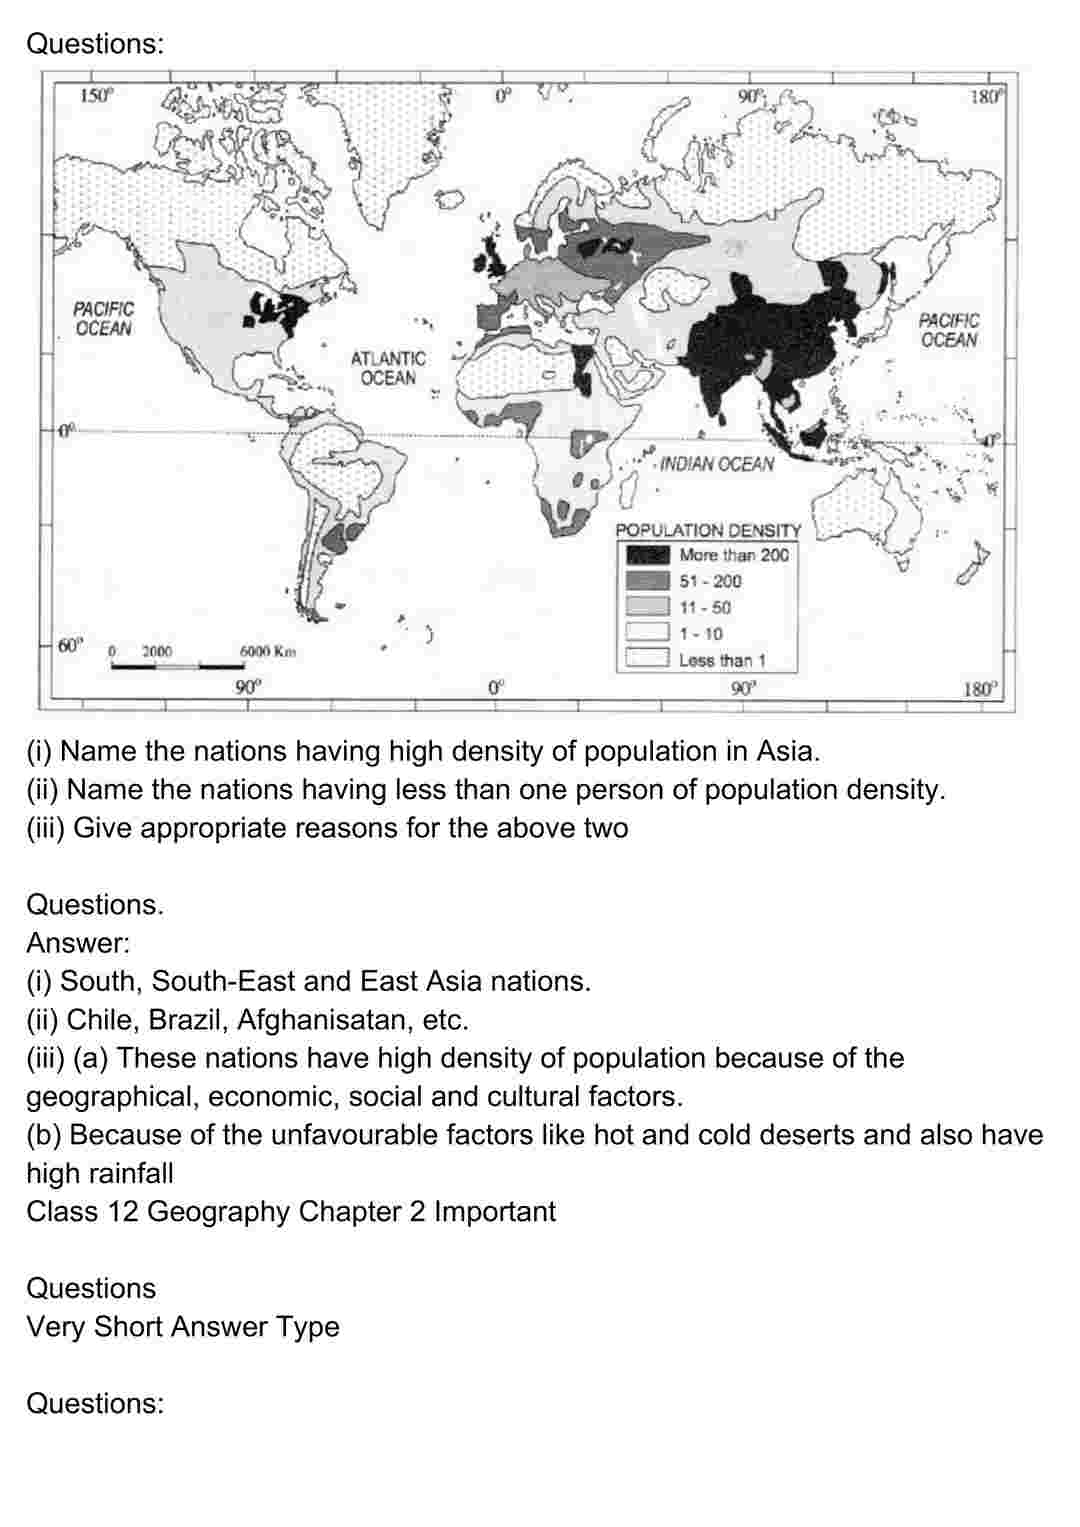 Questions:
150° 0° 90° 180°
PACIFIC
OCEAN
ATLANTIC
OCEAN
PACIFIC
OCEAN
0° 0°
INDIAN OCEAN
POPULATION DENSITY
More than 200
51 - 200
11 - 50
1 - 10
Less than 1
60°
0 2000 6000 Km
90° 0° 90° 180°
(i) Name the nations having high density of population in Asia.
(ii) Name the nations having less than one person of population density.
(iii) Give appropriate reasons for the above two
Questions.
Answer:
(i) South, South-East and East Asia nations.
(ii) Chile, Brazil, Afghanisatan, etc.
(iii) (a) These nations have high density of population because of the
geographical, economic, social and cultural factors.
(b) Because of the unfavourable factors like hot and cold deserts and also have
high rainfall
Class 12 Geography Chapter 2 Important
Questions
Very Short Answer Type
Questions: